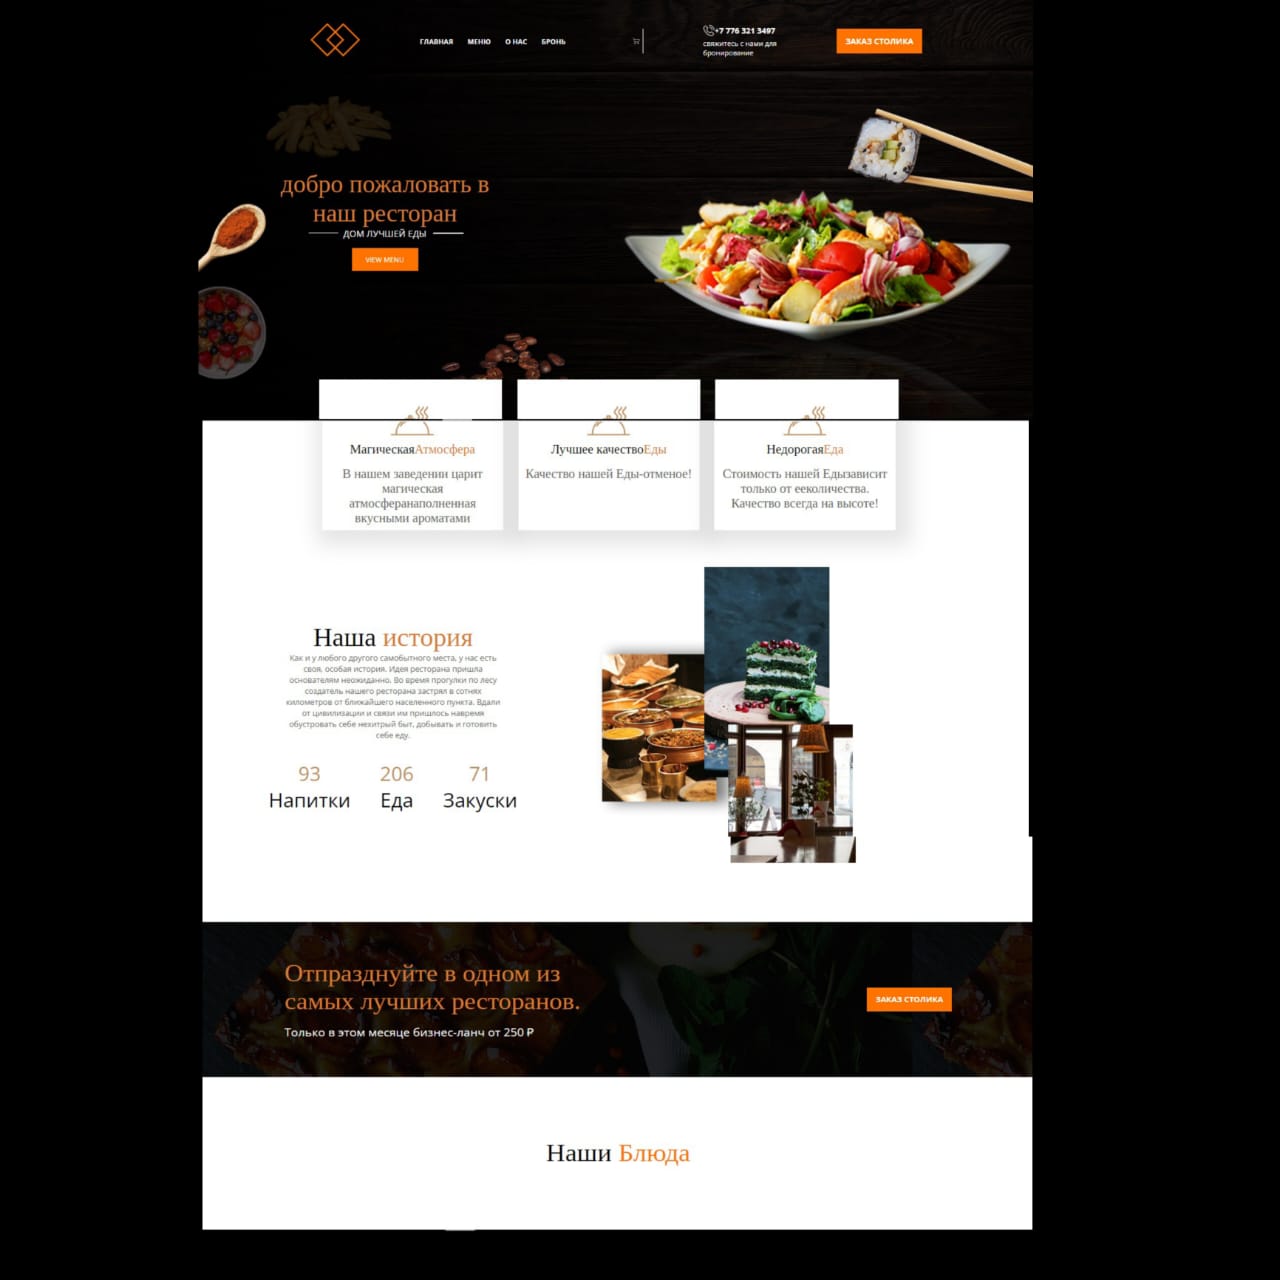 ГЛАВНАЯ МЕНЮ О НАС БРОНЬ
+7 776 321 3497
свяжитесь с нами для
бронирование
ЗАКАЗ СТОЛИКА
добро пожаловать в
наш ресторан
ДОМ ЛУЧШЕЙ ЕДЫ
VIEW MENU
МагическаяАтмосфера
В нашем заведении царит
магическая
атмосфераnаполненная
вкусными ароматами
Лучшее качествоЕды
Качество нашей Еды-отменое!
НедорогаяЕда
Стоимость нашей Едызависит
только от ееколичества.
Качество всегда на высоте!
Наша история
Как и у любого другого самобытного места, у нас есть
своя, особая история. Идея ресторана пришла
основателям неожиданно. Во время прогулки по лесу
создатель нашего ресторана застрял в сотнях
километров от ближайшего населенного пункта. Вдали
от цивилизации и связи им пришлось навремя
обустровать себе нехитрый быт, добывать и готовить
себе еду.
93 206 71
Напитки Еда Закуски
Отпразднуйте в одном из
самых лучших ресторанов.
Только в этом месяце бизнес-ланч от 250 ₽
ЗАКАЗ СТОЛИКА
Наши Блюда